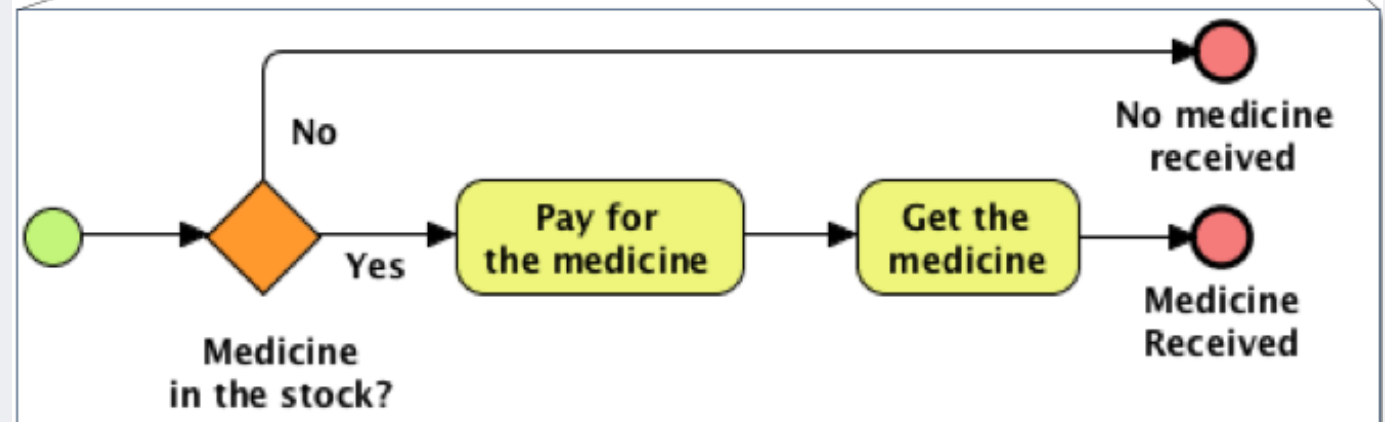 No medicine
received
No
Pay for
the medicine
Get the
medicine
Yes
Medicine
Received
Medicine
in the stock?